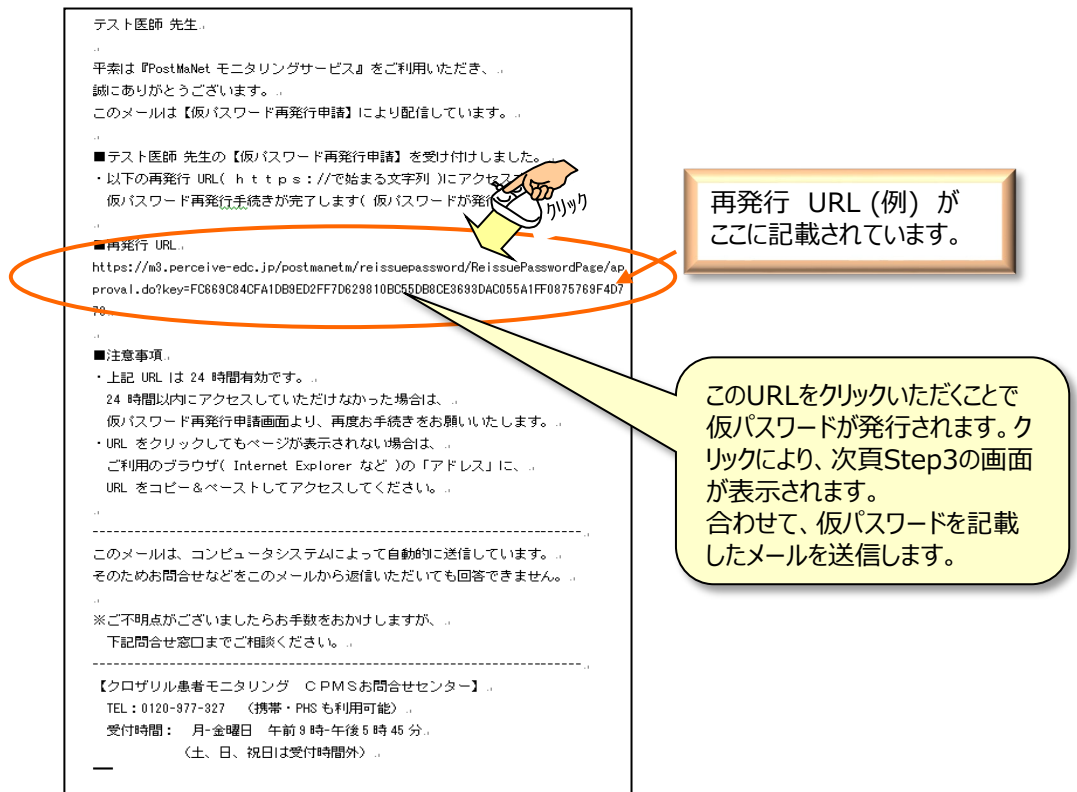 テスト医師 先生
平素は『PostMaNet モニタリングサービス』をご利用いただき、
誠にありがとうございます。
このメールは【仮パスワード再発行申請】により配信しています。
■テスト医師 先生の【仮パスワード再発行申請】を受け付けしました。
・以下の再発行 URL( ｈｔｔｐｓ：//で始まる文字列 )にアクセス
仮パスワード再発行手続きが完了します( 仮パスワードが発
クリック
再発行 URL (例) が
ここに記載されています。
■再発行 URL
https://m3.perceive-edc.jp/postmanetm/reissuepassword/ReissuePasswordPage/ap
proval.do?key=FC669C84CFA1DB9ED2FF7D629810BC55DB8CE3693DAC055A1FF0875769F4D7
■注意事項
・上記 URL は 24 時間有効です。
24 時間以内にアクセスしていただけなかった場合は、
仮パスワード再発行申請画面より、再度お手続きをお願いいたします。
・URL をクリックしてもページが表示されない場合は、
ご利用のブラウザ( Internet Explorer など )の「アドレス」に、
URL をコピー＆ペーストしてアクセスしてください。
このURLをクリックいただくことで
仮パスワードが発行されます。ク
リックにより、次頁Step3の画面
が表示されます。
合わせて、仮パスワードを記載
したメールを送信します。
このメールは、コンピュータシステムによって自動的に送信しています。
そのためお問合せなどをこのメールから返信いただいても回答できません。
※ご不明点がございましたらお手数をおかけしますが、
下記問合せ窓口までご相談ください。
【クロザリル患者モニタリング　ＣＰＭＳお問合せセンター】
TEL：0120-977-327　（携帯・PHS も利用可能）
受付時間：　月-金曜日　午前 9 時-午後 5 時 45 分
（土、日、祝日は受付時間外）